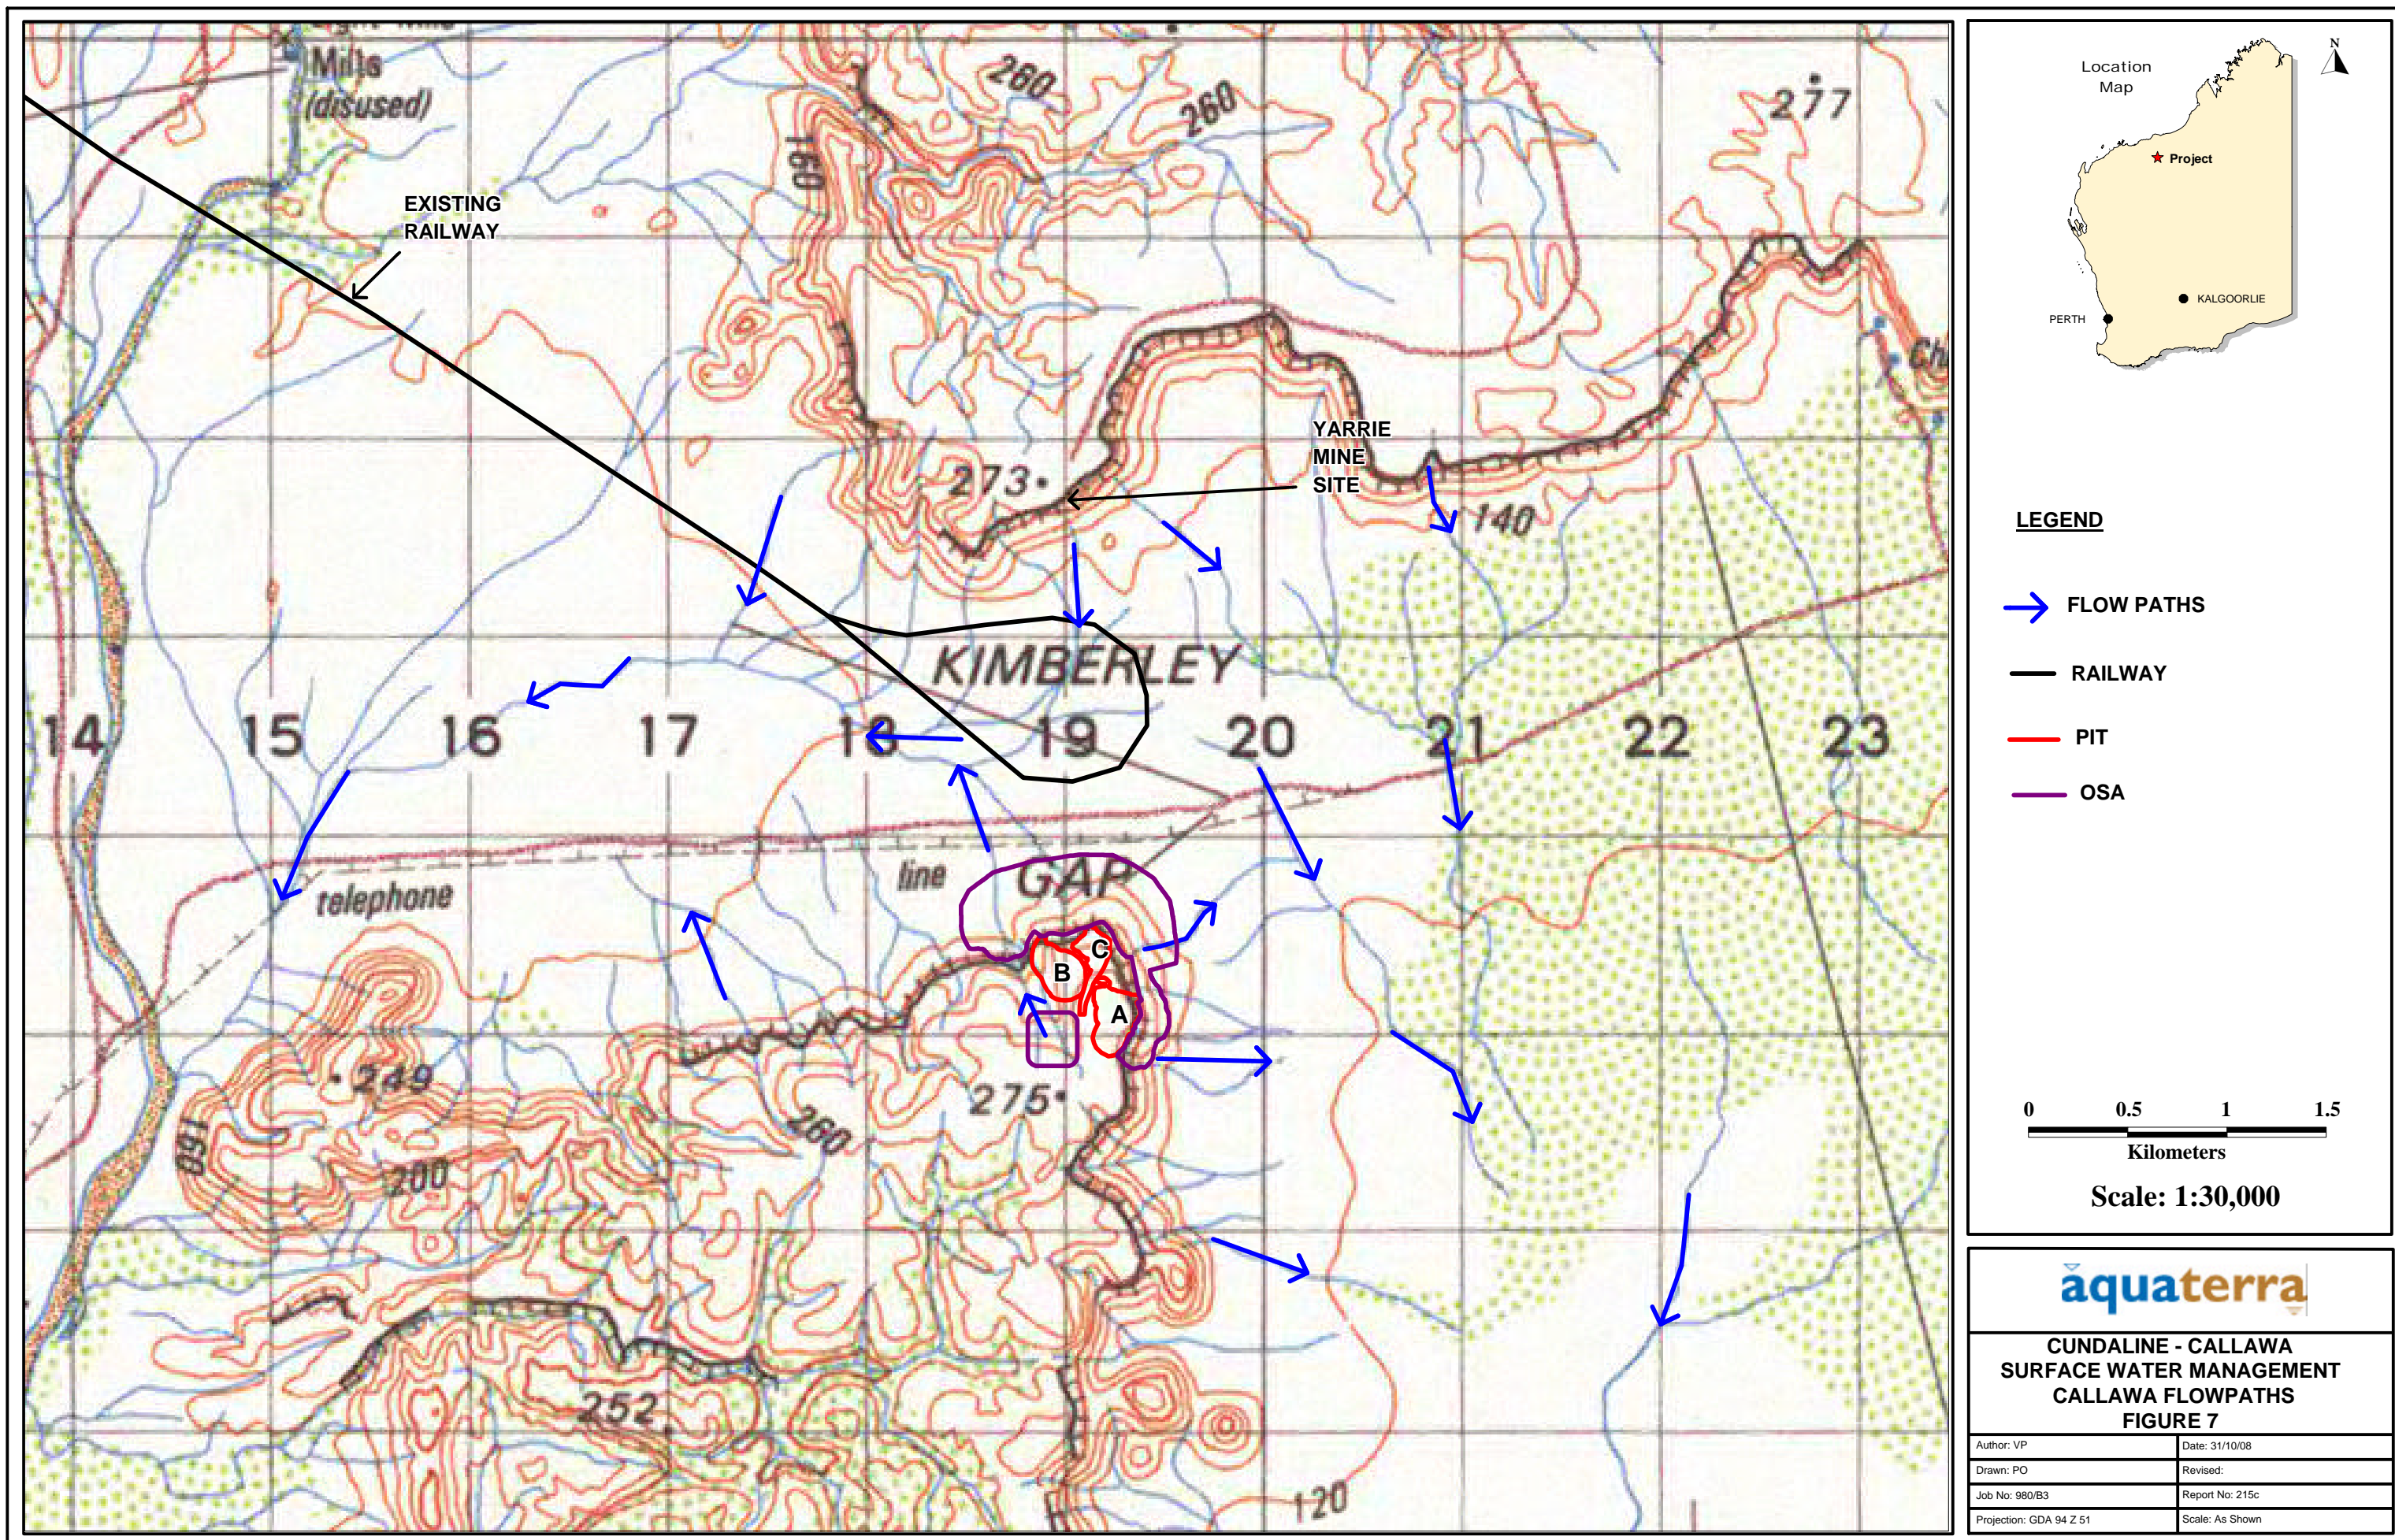 Mills
(disused)
260
260
277
160
EXISTING
RAILWAY
YARRIE
MINE
SITE
273
140
KIMBERLEY
14
15
16
17
18
19
20
21
22
23
telephone
line
GAP
C
B
A
249
275
260
160
200
252
120
Location
Map
N
Project
KALGOORLIE
PERTH
LEGEND
FLOW PATHS
RAILWAY
PIT
OSA
0 0.5 1 1.5
Kilometers
Scale: 1:30,000
aquaterra
CUNDALINE - CALLAWA
SURFACE WATER MANAGEMENT
CALLAWA FLOWPATHS
FIGURE 7
Author: VP
Date: 31/10/08
Drawn: PO
Revised:
Job No: 980/B3
Report No: 215c
Projection: GDA 94 Z 51
Scale: As Shown